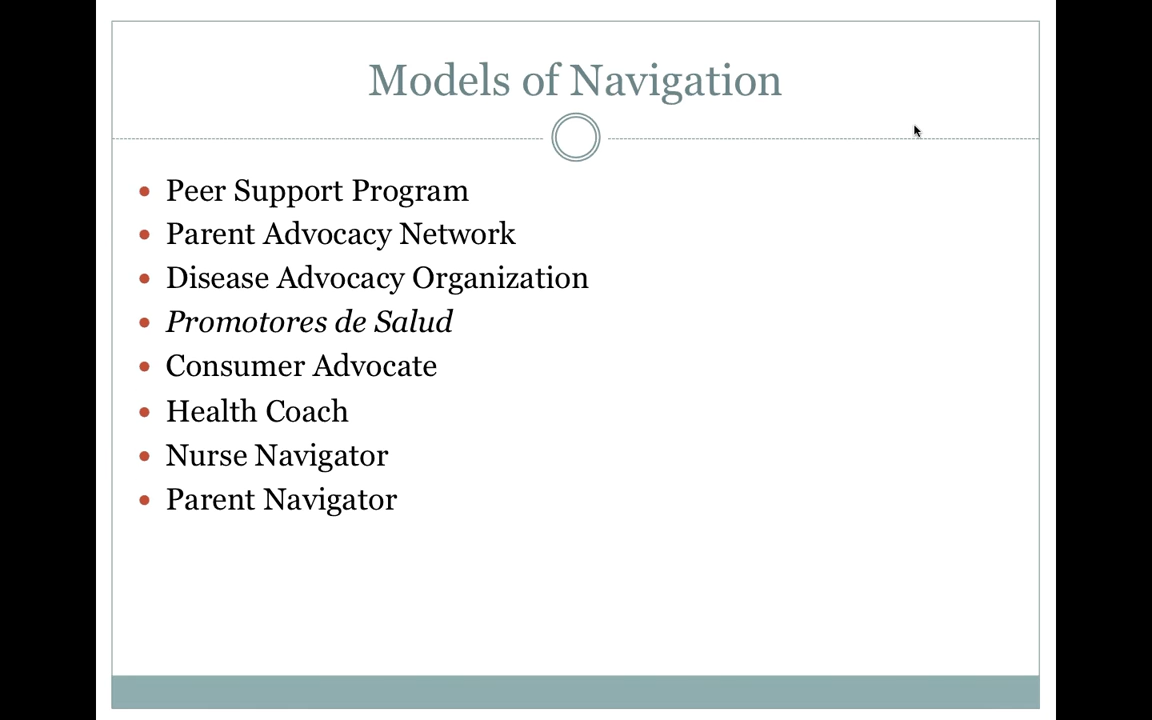 Models of Navigation
Peer Support Program
Parent Advocacy Network
Disease Advocacy Organization
Promotores de Salud
Consumer Advocate
Health Coach
Nurse Navigator
Parent Navigator